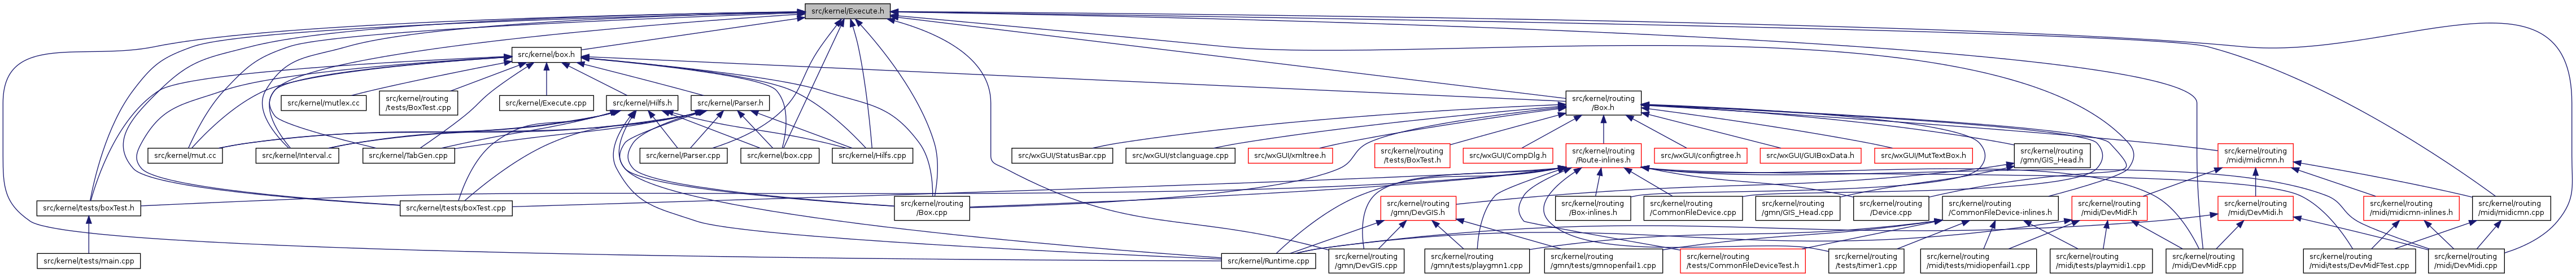 src/kernel/Execute.h
src/kernel/box.h
src/kernel/mutlex.cc
src/kernel/routing
/tests/BoxTest.cpp
src/kernel/Execute.cpp
src/kernel/Hilfs.h
src/kernel/Parser.h
src/kernel/routing
/Box.h
src/kernel/mut.cc
src/kernel/Interval.c
src/kernel/TabGen.cpp
src/kernel/Parser.cpp
src/kernel/box.cpp
src/kernel/Hilfs.cpp
src/wxGUI/StatusBar.cpp
src/wxGUI/stclanguage.cpp
src/wxGUI/xmltree.h
src/kernel/routing
/tests/BoxTest.h
src/wxGUI/CompDlg.h
src/kernel/routing
/Route-inlines.h
src/wxGUI/configtree.h
src/wxGUI/GUIBoxData.h
src/wxGUI/MutTextBox.h
src/kernel/routing
/gmn/GIS_Head.h
src/kernel/routing
/midi/midicmn.h
src/kernel/tests/boxTest.h
src/kernel/tests/boxTest.cpp
src/kernel/routing
/Box.cpp
src/kernel/routing
/gmn/DevGIS.h
src/kernel/routing
/Box-inlines.h
src/kernel/routing
/CommonFileDevice.cpp
src/kernel/routing
/gmn/GIS_Head.cpp
src/kernel/routing
/Device.cpp
src/kernel/routing
/CommonFileDevice-inlines.h
src/kernel/routing
/midi/DevMidF.h
src/kernel/routing
/midi/DevMidi.h
src/kernel/routing
/midi/midicmn-inlines.h
src/kernel/routing
/midi/midicmn.cpp
src/kernel/tests/main.cpp
src/kernel/Runtime.cpp
src/kernel/routing
/gmn/DevGIS.cpp
src/kernel/routing
/gmn/tests/playgmn1.cpp
src/kernel/routing
/gmn/tests/gmnopenfail1.cpp
src/kernel/routing
/tests/CommonFileDeviceTest.h
src/kernel/routing
/tests/timer1.cpp
src/kernel/routing
/midi/tests/midiopenfail1.cpp
src/kernel/routing
/midi/tests/playmidi1.cpp
src/kernel/routing
/midi/DevMidF.cpp
src/kernel/routing
/midi/tests/DevMidFTest.cpp
src/kernel/routing
/midi/DevMidi.cpp